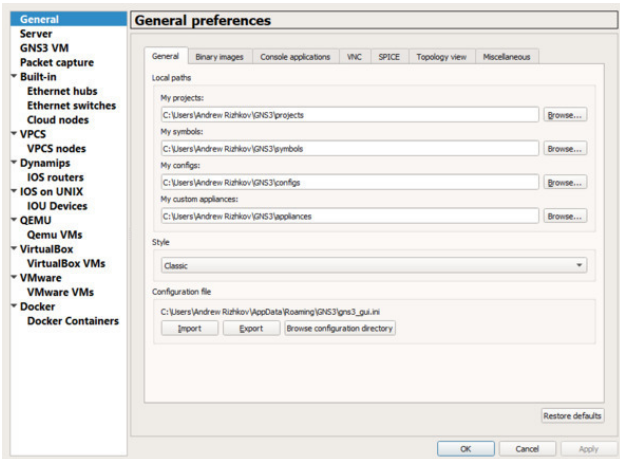 General
Server
GNS3 VM
Packet capture
Built-in
Ethernet hubs
Ethernet switches
Cloud nodes
VPCS
VPCS nodes
Dynamips
IOS routers
IOS on UNIX
IOU Devices
QEMU
Qemu VMs
VirtualBox
VirtualBox VMs
VMware
VMware VMs
Docker
Docker Containers
General preferences
General Binary images Console applications VNC SPICE Topology view Miscellaneous
Local paths
My projects:
C:\Users\Andrew Rizhkov\GNS3\projects Browse...
My symbols:
C:\Users\Andrew Rizhkov\GNS3\symbols Browse...
My configs:
C:\Users\Andrew Rizhkov\GNS3\configs Browse...
My custom appliances:
C:\Users\Andrew Rizhkov\GNS3\appliances Browse...
Style
Classic
Configuration file
C:\Users\Andrew Rizhkov\AppData\Roaming\GNS3\gns3_gui.ini
Import Export Browse configuration directory
Restore defaults
OK Cancel Apply